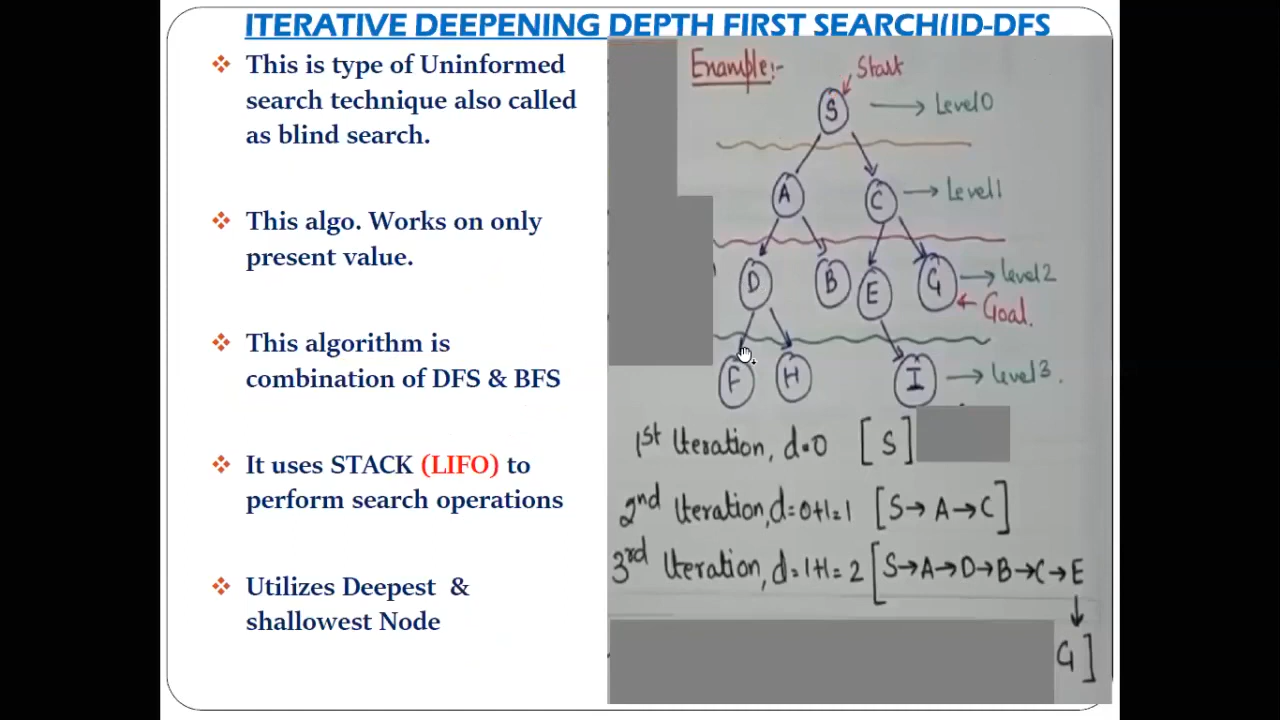 ITERATIVE DEEPENING DEPTH FIRST SEARCH(ID-DFS
This is type of Uninformed
search technique also called
as blind search.
This algo. Works on only
present value.
This algorithm is
combination of DFS & BFS
It uses STACK (LIFO) to
perform search operations
Utilizes Deepest &
shallowest Node
Example:-
Start
S → Level 0
A C → Level 1
D B E G → Level 2
← Goal.
F H I → Level 3.
1st Iteration, d=0 [S]
2nd Iteration, d=0+1=1 [S→A→C]
3rd Iteration, d=1+1=2 [S→A→D→B→C→E
↓
G]